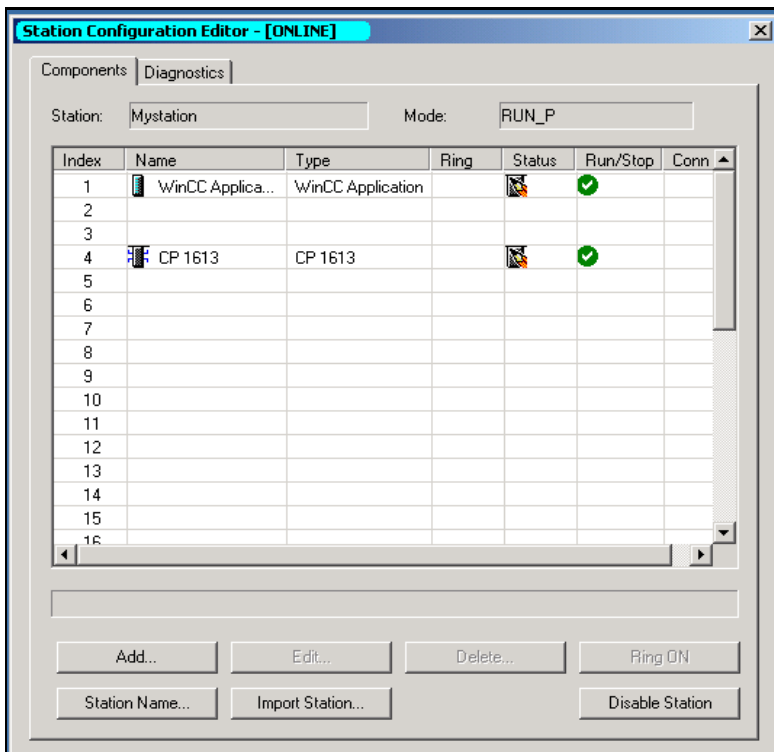 Station Configuration Editor - [ONLINE]
Components Diagnostics
Station: Mystation Mode: RUN_P
Index Name Type Ring Status Run/Stop Conn
1 WinCC Applica... WinCC Application
2
3
4 CP 1613 CP 1613
5
6
7
8
9
10
11
12
13
14
15
16
Add... Edit... Delete... Ring ON
Station Name... Import Station... Disable Station